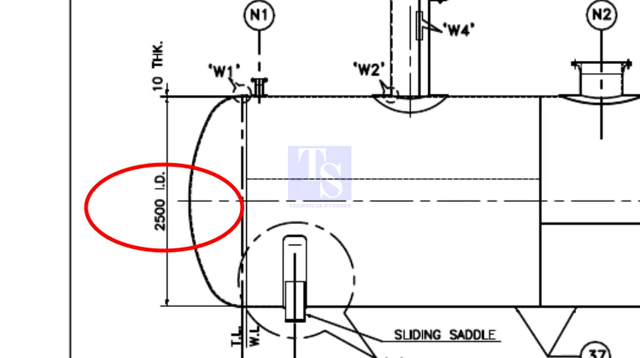 N1
N2
'W4'
'W1'
'W2'
10 THK.
2500 I.D.
TS
T.L.
W.L.
SLIDING SADDLE
37